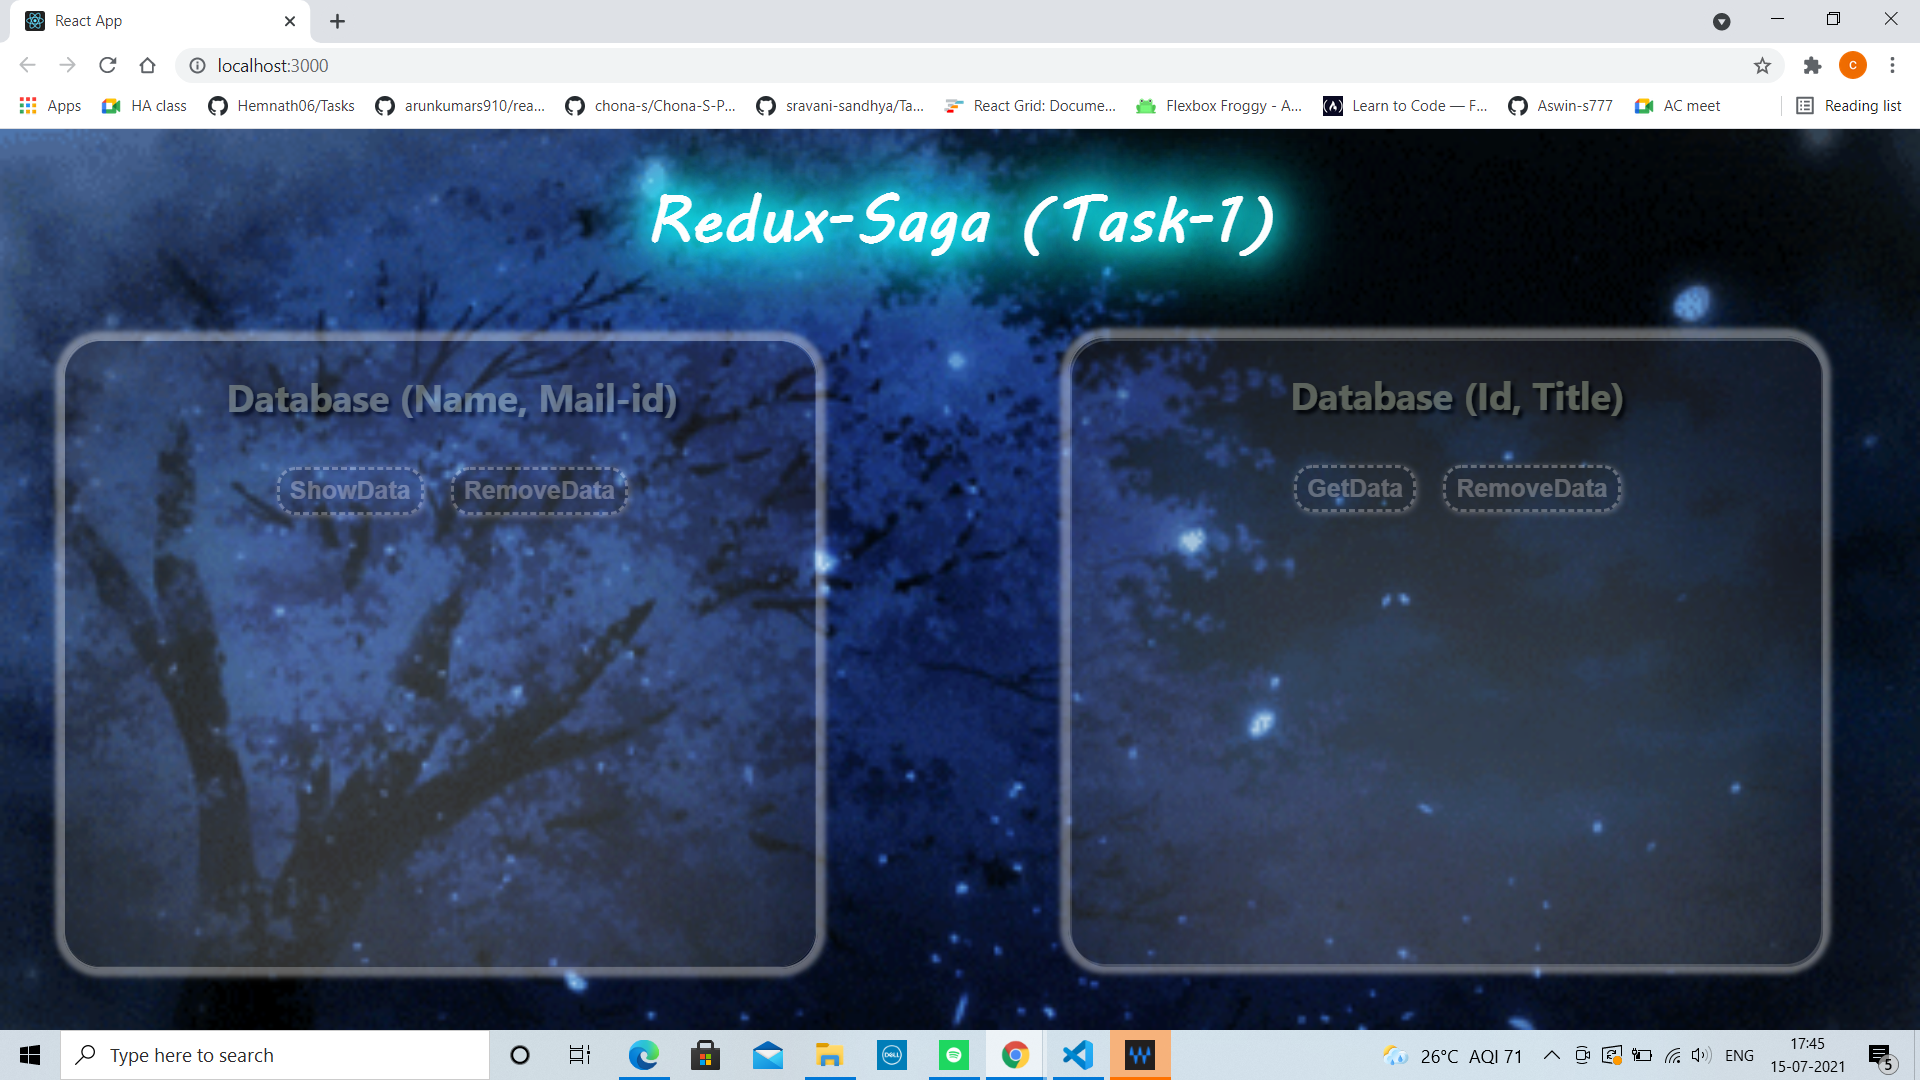 React App
localhost:3000
C
Apps HA class Hemnath06/Tasks arunkumars910/rea... chona-s/Chona-S-P... sravani-sandhya/Ta... React Grid: Docume... Flexbox Froggy - A... Learn to Code — F... Aswin-s777 AC meet Reading list
Redux-Saga (Task-1)
Database (Name, Mail-id)
ShowData RemoveData
Database (Id, Title)
GetData RemoveData
Type here to search
DELL
26°C AQI 71
ENG
17:45
15-07-2021
5